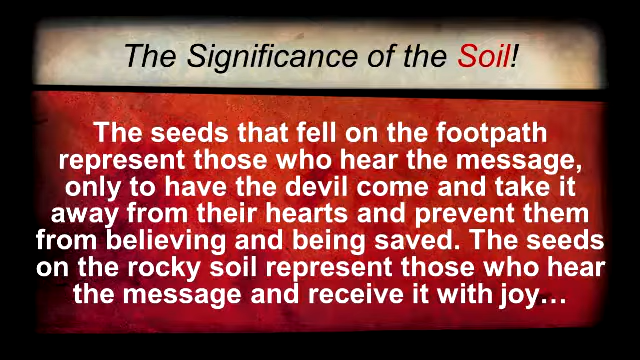 The Significance of the Soil!
The seeds that fell on the footpath
represent those who hear the message,
only to have the devil come and take it
away from their hearts and prevent them
from believing and being saved. The seeds
on the rocky soil represent those who hear
the message and receive it with joy…